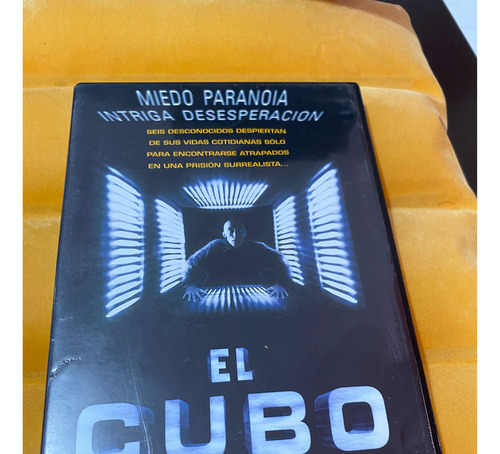 MIEDO PARANOIA
INTRIGA DESESPERACION
SEIS DESCONOCIDOS DESPIERTAN
DE SUS VIDAS COTIDIANAS SÓLO
PARA ENCONTRARSE ATRAPADOS
EN UNA PRISIÓN SURREALISTA...
EL
CUBO